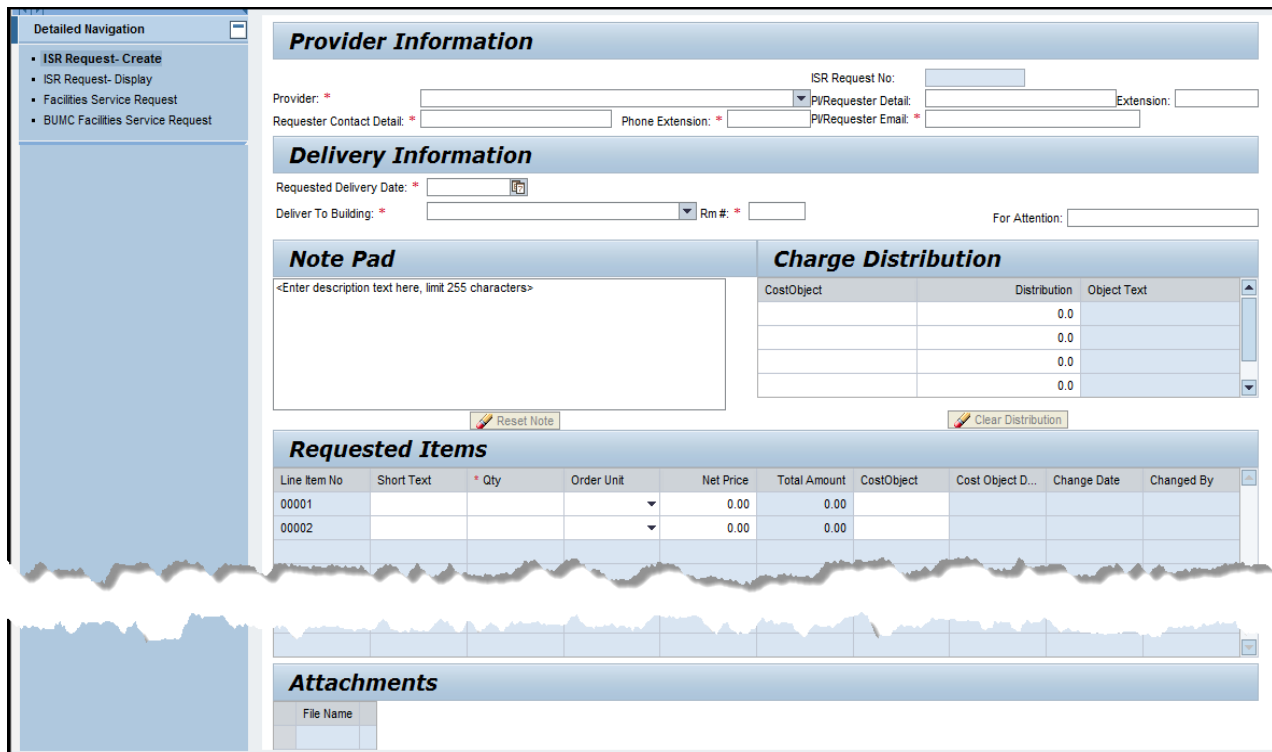 Detailed Navigation
ISR Request- Create
ISR Request- Display
Facilities Service Request
BUMC Facilities Service Request
Provider Information
ISR Request No:
Provider: * PI/Requester Detail: Extension:
Requester Contact Detail: * Phone Extension: * PI/Requester Email: *
Delivery Information
Requested Delivery Date: *
Deliver To Building: * Rm #: * For Attention:
Note Pad
<Enter description text here, limit 255 characters>
Reset Note
Charge Distribution
CostObject Distribution Object Text
0.0
0.0
0.0
0.0
Clear Distribution
Requested Items
Line Item No Short Text * Qty Order Unit Net Price Total Amount CostObject Cost Object D... Change Date Changed By
00001 0.00 0.00
00002 0.00 0.00
Attachments
File Name